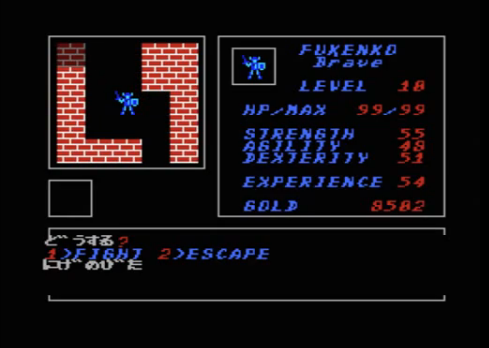 FUKENKO
Brave
LEVEL 18
HP/MAX 99/99
STRENGTH 55
AGILITY 48
DEXTERITY 51
EXPERIENCE 54
GOLD 8502
どうする?
1>FIGHT 2>ESCAPE
にげのびた